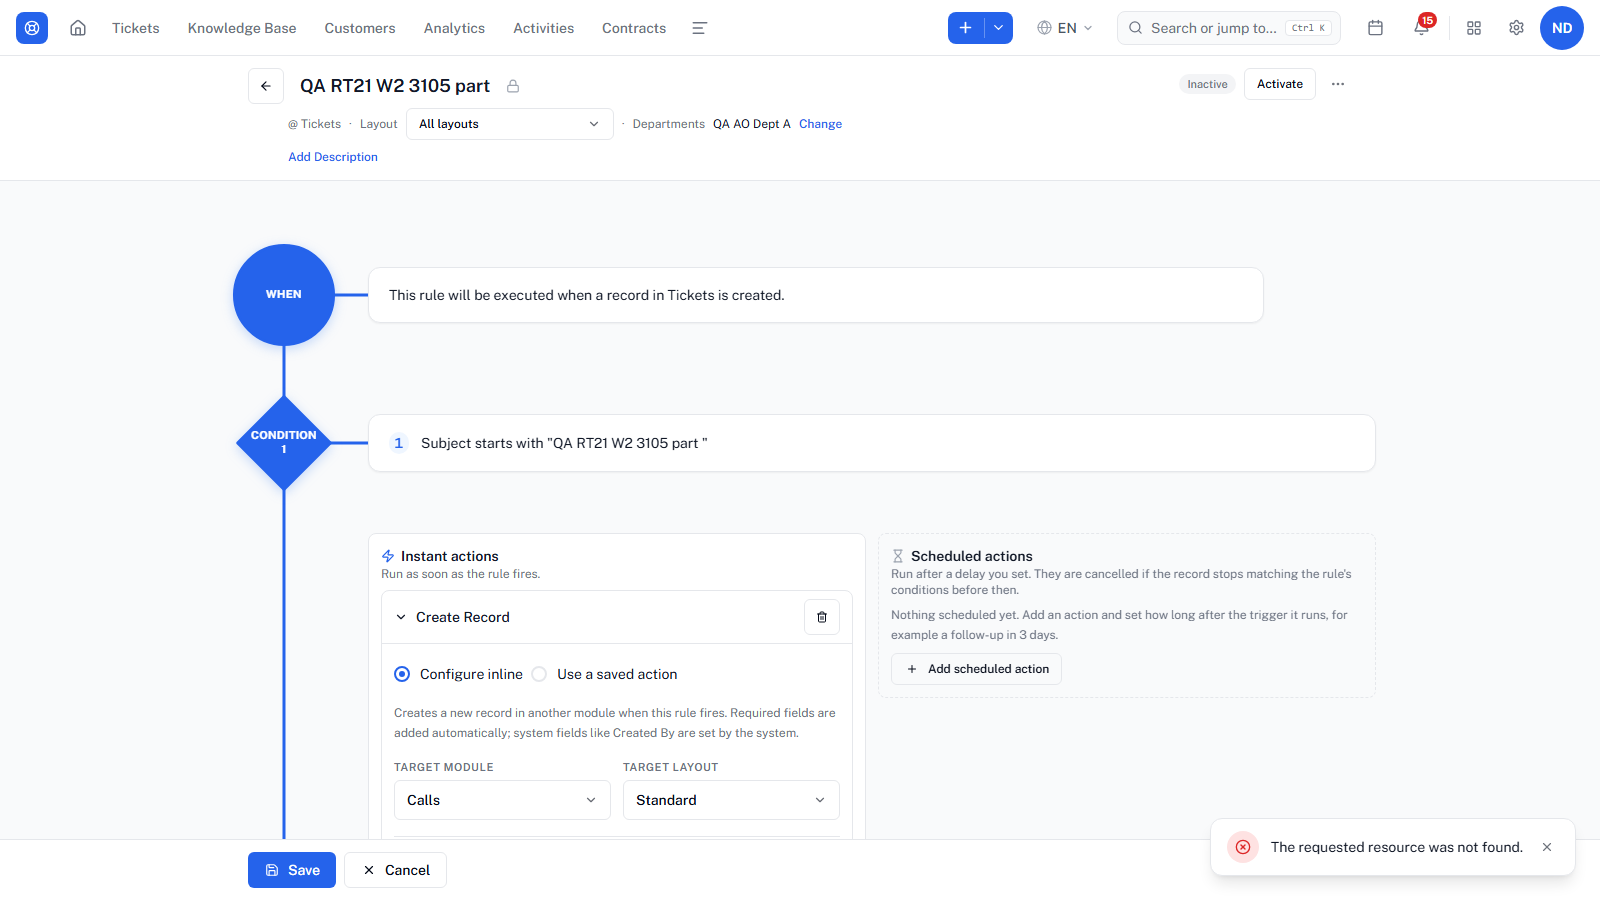 Tickets
Knowledge Base
Customers
Analytics
Activities
Contracts
EN
Search or jump to...
Ctrl K
15
ND
QA RT21 W2 3105 part
Inactive
Activate
@ Tickets · Layout
All layouts
· Departments QA AO Dept A Change
Add Description
WHEN
This rule will be executed when a record in Tickets is created.
CONDITION
1
1
Subject starts with "QA RT21 W2 3105 part "
Instant actions
Run as soon as the rule fires.
Create Record
Configure inline
Use a saved action
Creates a new record in another module when this rule fires. Required fields are
added automatically; system fields like Created By are set by the system.
TARGET MODULE
TARGET LAYOUT
Calls
Standard
Scheduled actions
Run after a delay you set. They are cancelled if the record stops matching the rule's
conditions before then.
Nothing scheduled yet. Add an action and set how long after the trigger it runs, for
example a follow-up in 3 days.
Add scheduled action
Save
Cancel
The requested resource was not found.